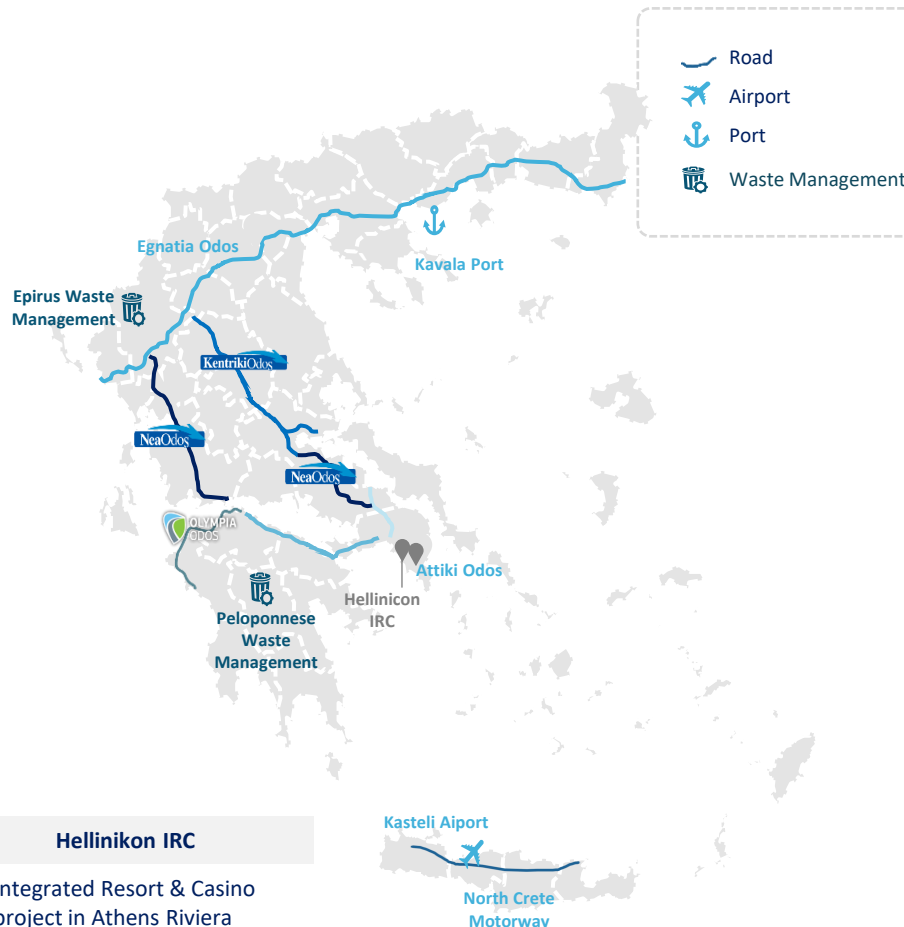 Road
Airport
Port
Waste Management
Egnatia Odos
Kavala Port
Epirus Waste
Management
KentrikiOdos
NeaOdos
NeaOdos
OLYMPIA
ODOS
Attiki Odos
Hellinicon
IRC
Peloponnese
Waste
Management
Hellinikon IRC
ntegrated Resort & Casino
project in Athens Riviera
Kasteli Aiport
North Crete
Motorway